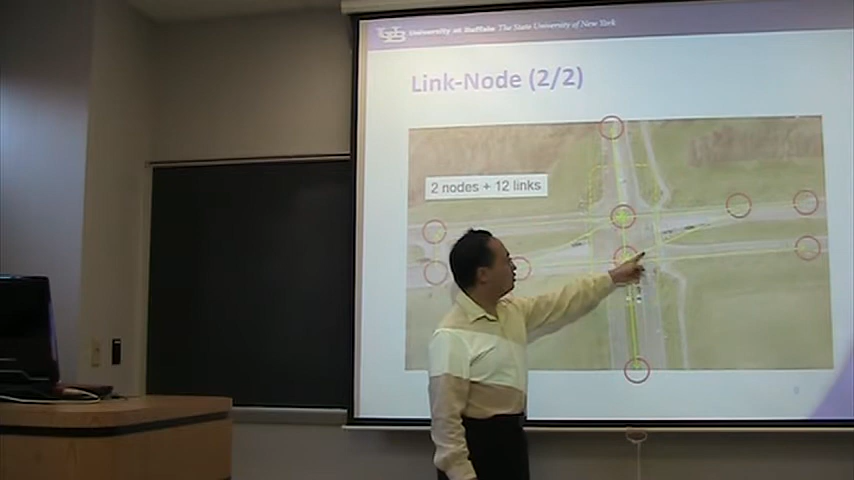 University at Buffalo The State University of New York
Link-Node (2/2)
2 nodes + 12 links